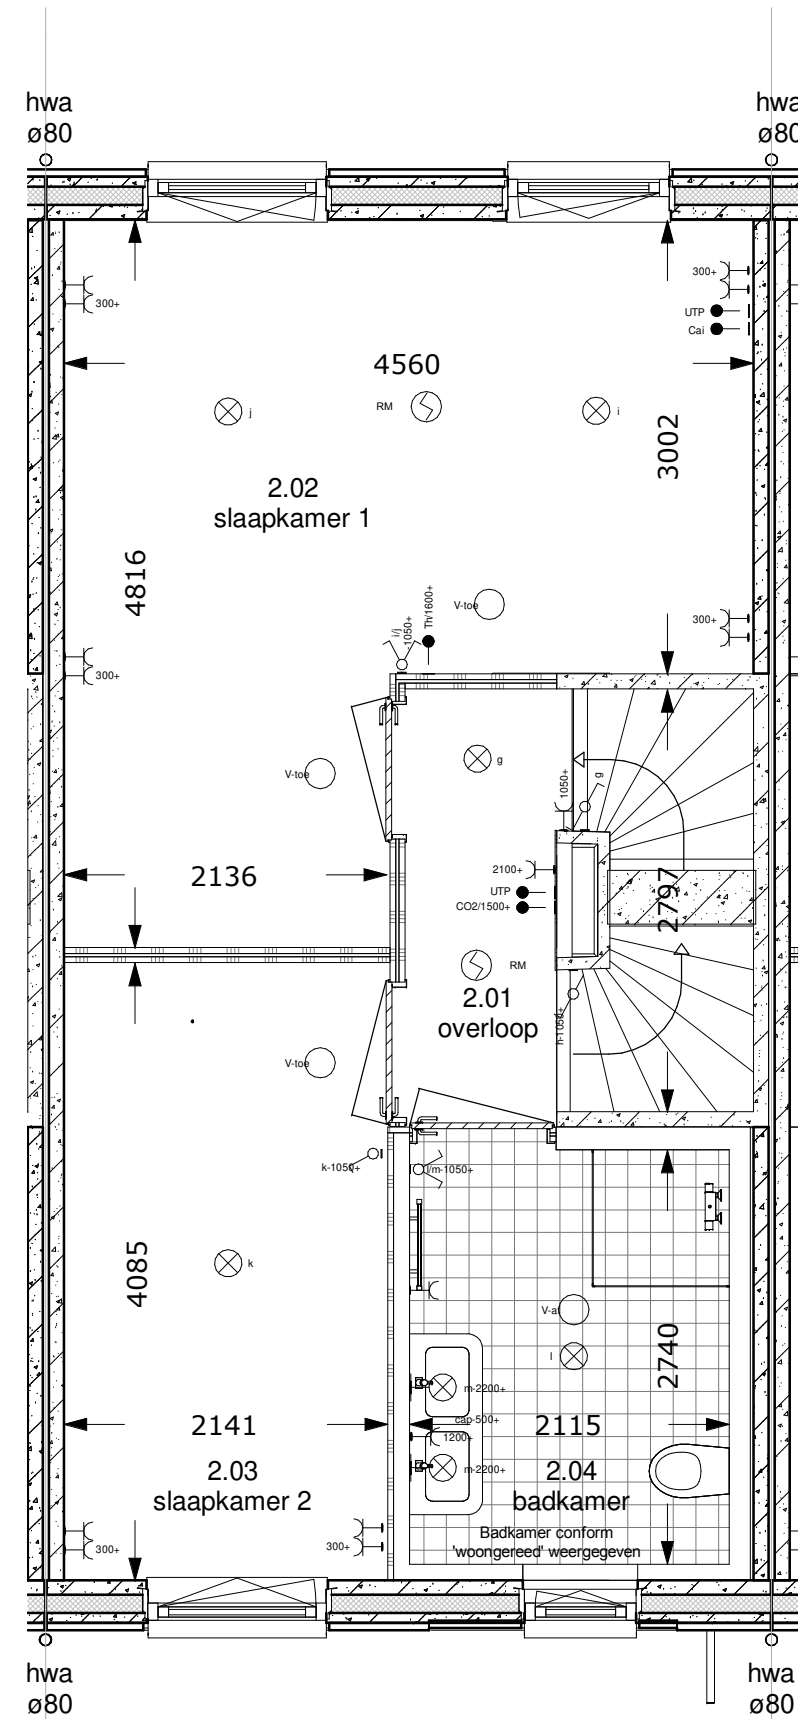 hwa
ø80
hwa
ø80
300+
300+
UTP
Cai
4560
j
RM
i
3002
2.02
slaapkamer 1
4816
i/j
-1050+
Th/1600+
V-toe
300+
300+
g
V-toe
1050+
g
2136
2100+
UTP
CO2/1500+
2797
RM
2.01
overloop
h-1050+
V-toe
k-1050+
l/m-1050+
4085
k
V-af
l
2740
m-2200+
cap-500+
2141
2115
1200+
2.03
slaapkamer 2
m-2200+
2.04
badkamer
Badkamer conform
'woongereed' weergegeven
300+
300+
hwa
ø80
hwa
ø80